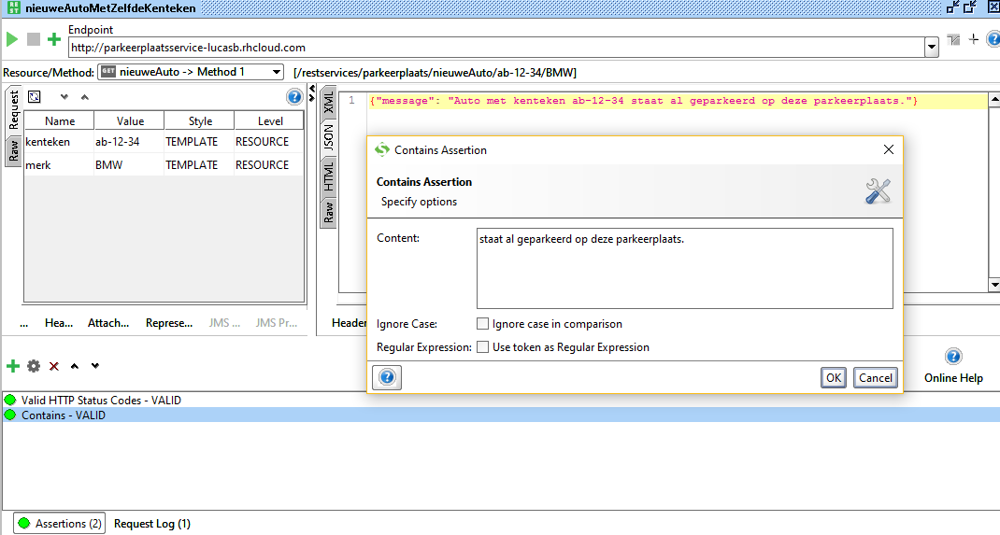 nieuweAutoMetZelfdeKenteken
Endpoint
http://parkeerplaatsservice-lucasb.rhcloud.com
Resource/Method: GET nieuweAuto -> Method 1 [/restservices/parkeerplaats/nieuweAuto/ab-12-34/BMW]
Request
Raw
Name Value Style Level
kenteken ab-12-34 TEMPLATE RESOURCE
merk BMW TEMPLATE RESOURCE
... Hea... Attach... Represe... JMS ... JMS Pr...
XML
JSON
HTML
Raw
1 {"message": "Auto met kenteken ab-12-34 staat al geparkeerd op deze parkeerplaats."}
Header
Contains Assertion
Contains Assertion
Specify options
Content: staat al geparkeerd op deze parkeerplaats.
Ignore Case: Ignore case in comparison
Regular Expression: Use token as Regular Expression
OK Cancel
Online Help
Valid HTTP Status Codes - VALID
Contains - VALID
Assertions (2) Request Log (1)